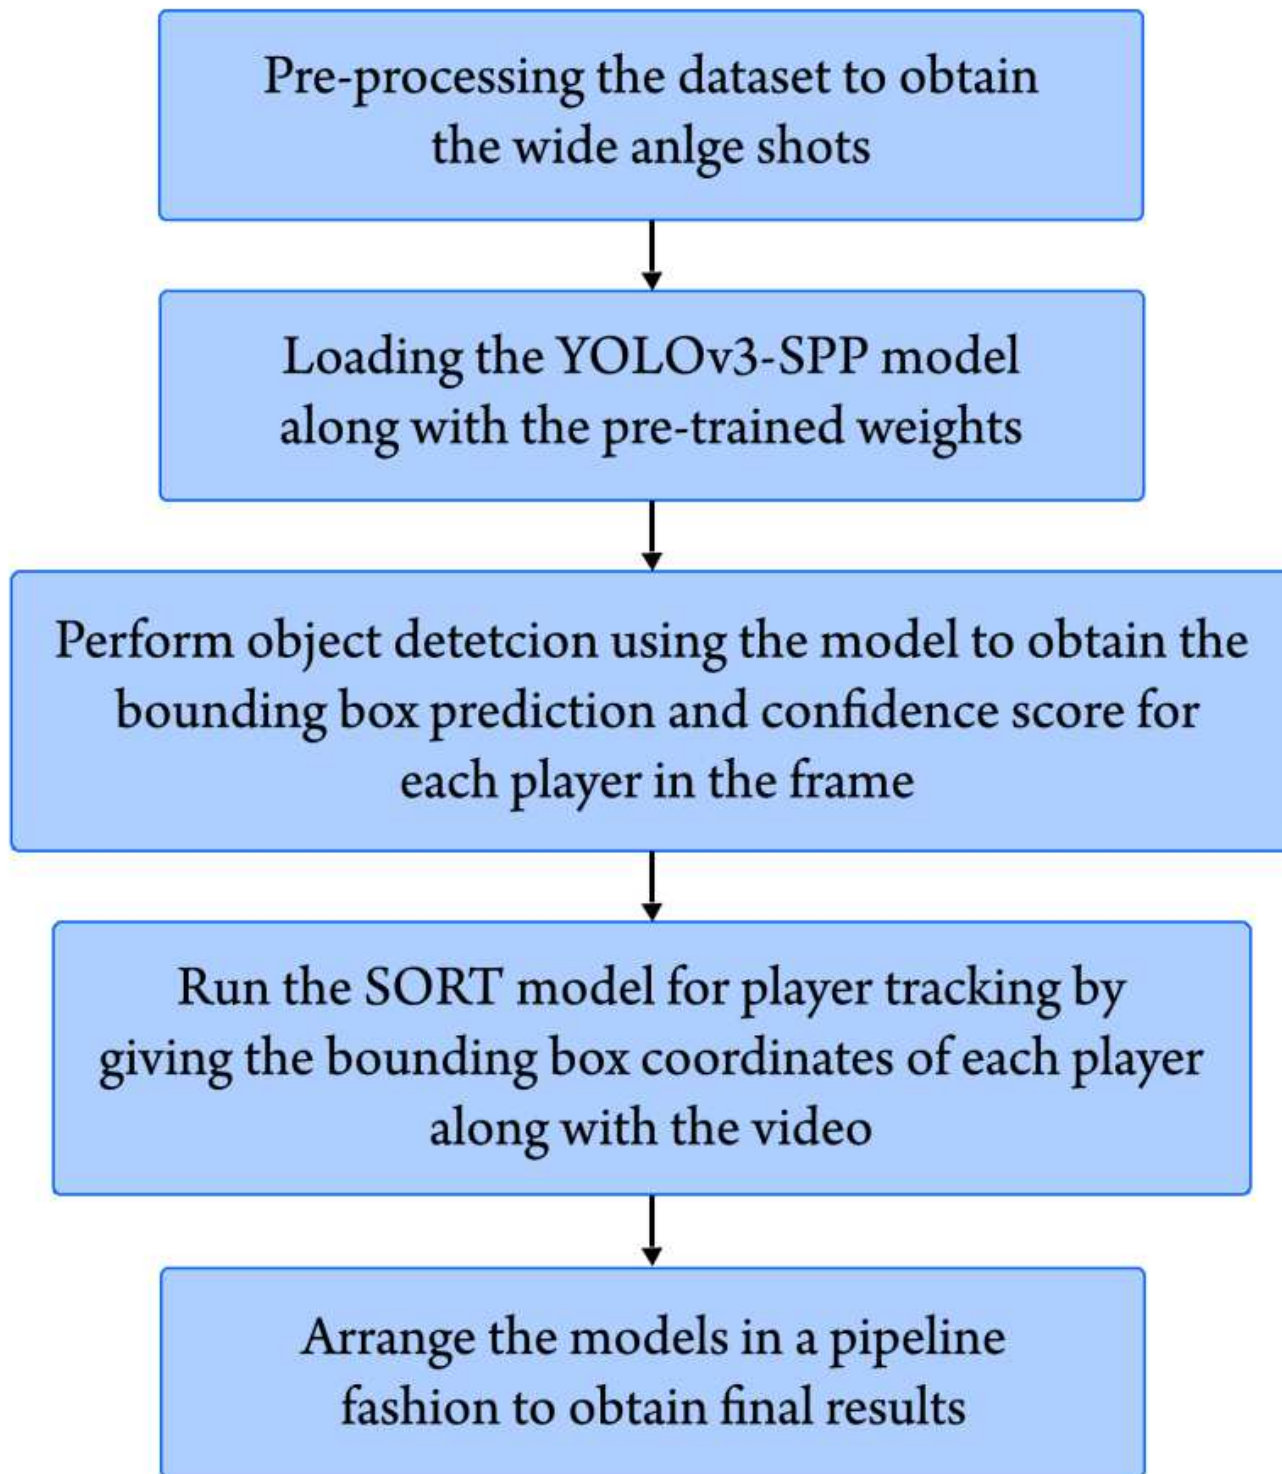 Pre-processing the dataset to obtain
the wide anlge shots
Loading the YOLOv3-SPP model
along with the pre-trained weights
Perform object detetcion using the model to obtain the
bounding box prediction and confidence score for
each player in the frame
Run the SORT model for player tracking by
giving the bounding box coordinates of each player
along with the video
Arrange the models in a pipeline
fashion to obtain final results